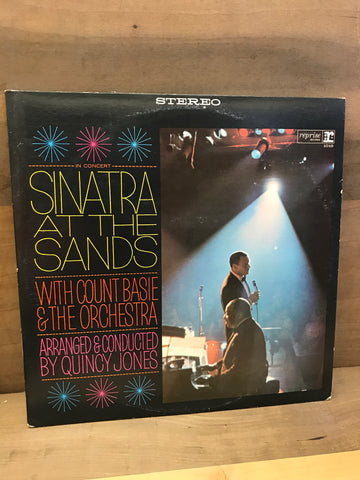 STEREO
reprise
IN CONCERT
SINATRA
AT THE
SANDS
WITH COUNT BASIE
& THE ORCHESTRA
ARRANGED & CONDUCTED
BY QUINCY JONES